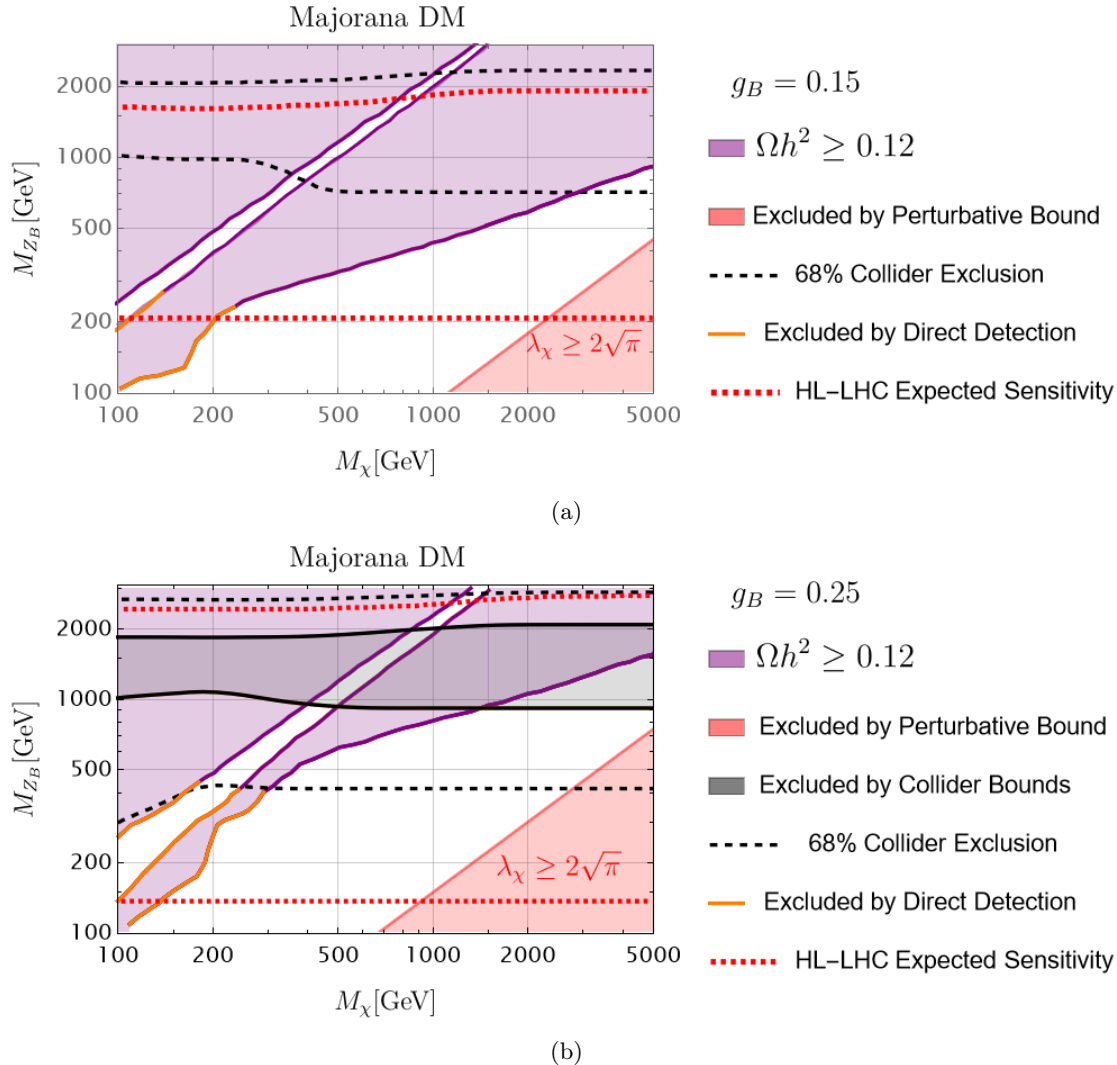 Majorana DM
2000
1000
500
200
100
M_{Z_B}[GeV]
λ_χ ≥ 2√π
100 200 500 1000 2000 5000
M_χ[GeV]
g_B = 0.15
Ωh² ≥ 0.12
Excluded by Perturbative Bound
68% Collider Exclusion
Excluded by Direct Detection
HL–LHC Expected Sensitivity
(a)
Majorana DM
2000
1000
500
200
100
M_{Z_B}[GeV]
λ_χ ≥ 2√π
100 200 500 1000 2000 5000
M_χ[GeV]
g_B = 0.25
Ωh² ≥ 0.12
Excluded by Perturbative Bound
Excluded by Collider Bounds
68% Collider Exclusion
Excluded by Direct Detection
HL–LHC Expected Sensitivity
(b)